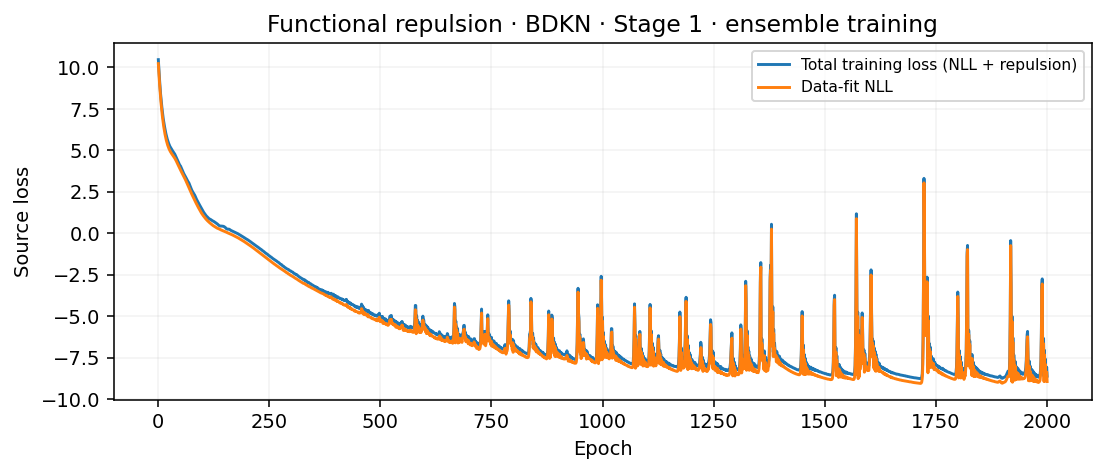 Functional repulsion · BDKN · Stage 1 · ensemble training
Total training loss (NLL + repulsion)
Data-fit NLL
Source loss
10.0
7.5
5.0
2.5
0.0
−2.5
−5.0
−7.5
−10.0
0 250 500 750 1000 1250 1500 1750 2000
Epoch